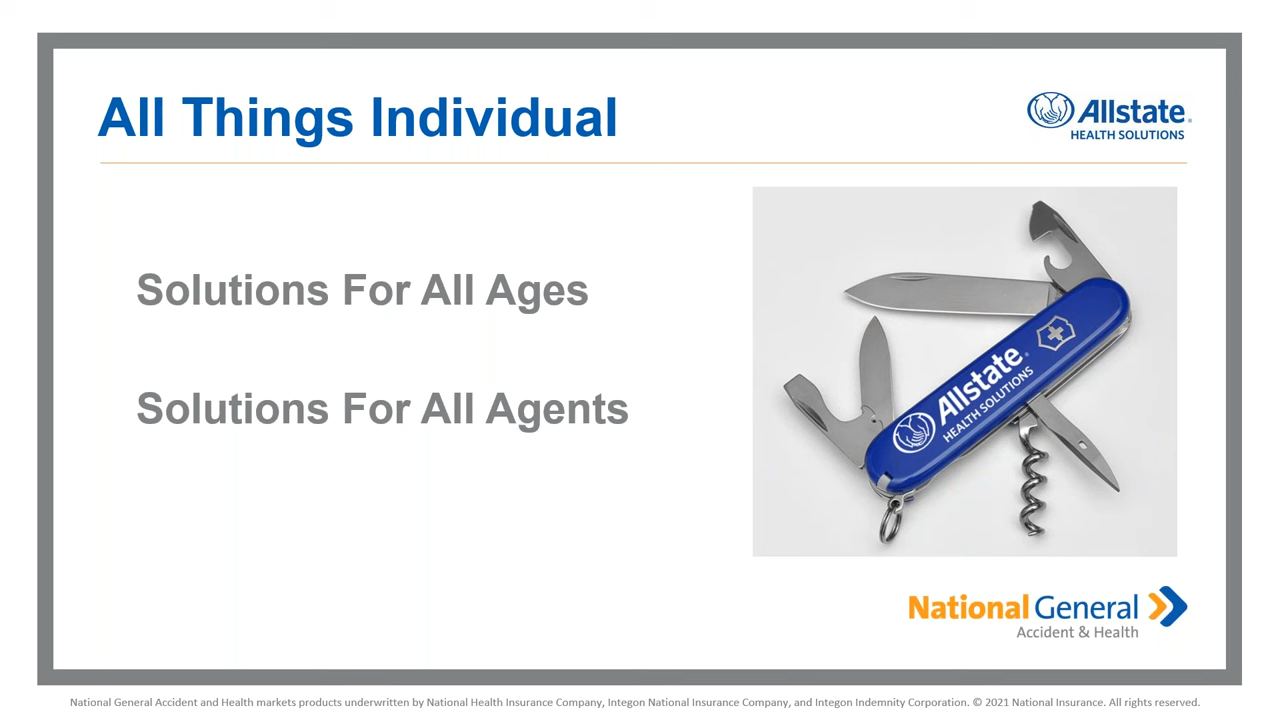 All Things Individual
Allstate®
HEALTH SOLUTIONS
Solutions For All Ages
Solutions For All Agents
Allstate®
HEALTH SOLUTIONS
National General
Accident & Health
National General Accident and Health markets products underwritten by National Health Insurance Company, Integon National Insurance Company, and Integon Indemnity Corporation. © 2021 National Insurance. All rights reserved.